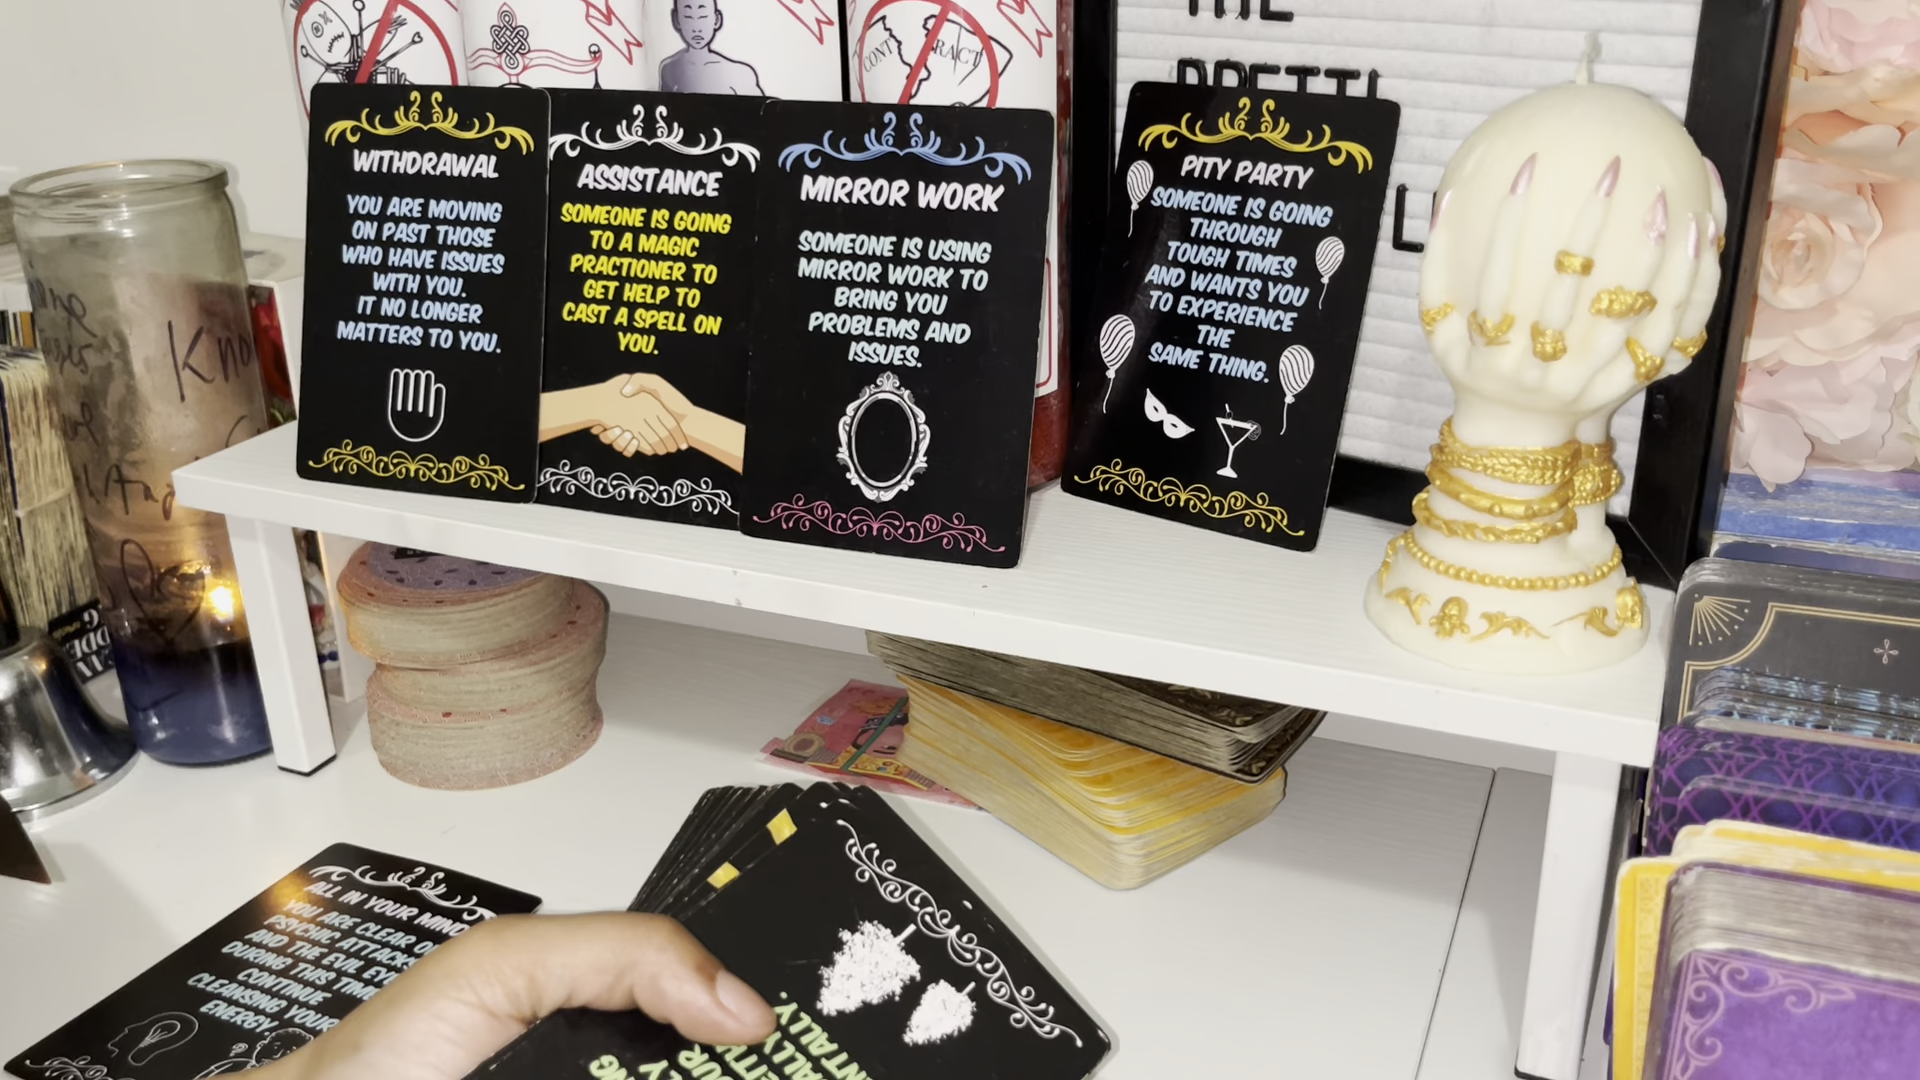 CONT RACT
THE
PRETTI
L
WITHDRAWAL
YOU ARE MOVING
ON PAST THOSE
WHO HAVE ISSUES
WITH YOU.
IT NO LONGER
MATTERS TO YOU.
ASSISTANCE
SOMEONE IS GOING
TO A MAGIC
PRACTIONER TO
GET HELP TO
CAST A SPELL ON
YOU.
MIRROR WORK
SOMEONE IS USING
MIRROR WORK TO
BRING YOU
PROBLEMS AND
ISSUES.
PITY PARTY
SOMEONE IS GOING
THROUGH
TOUGH TIMES
AND WANTS YOU
TO EXPERIENCE
THE
SAME THING.
Kno
ALL IN YOUR MIND
YOU ARE CLEAR O
PSYCHIC ATTACKS
AND THE EVIL EYE
DURING THIS TIME
CONTINUE
CLEANSING YOUR
ENERGY.